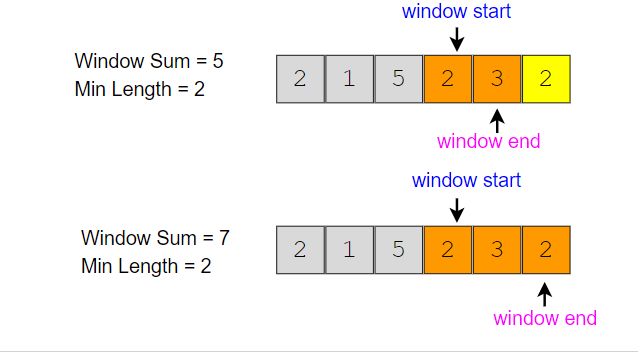 window start
Window Sum = 5
Min Length = 2
2 1 5 2 3 2
window end
window start
Window Sum = 7
Min Length = 2
2 1 5 2 3 2
window end